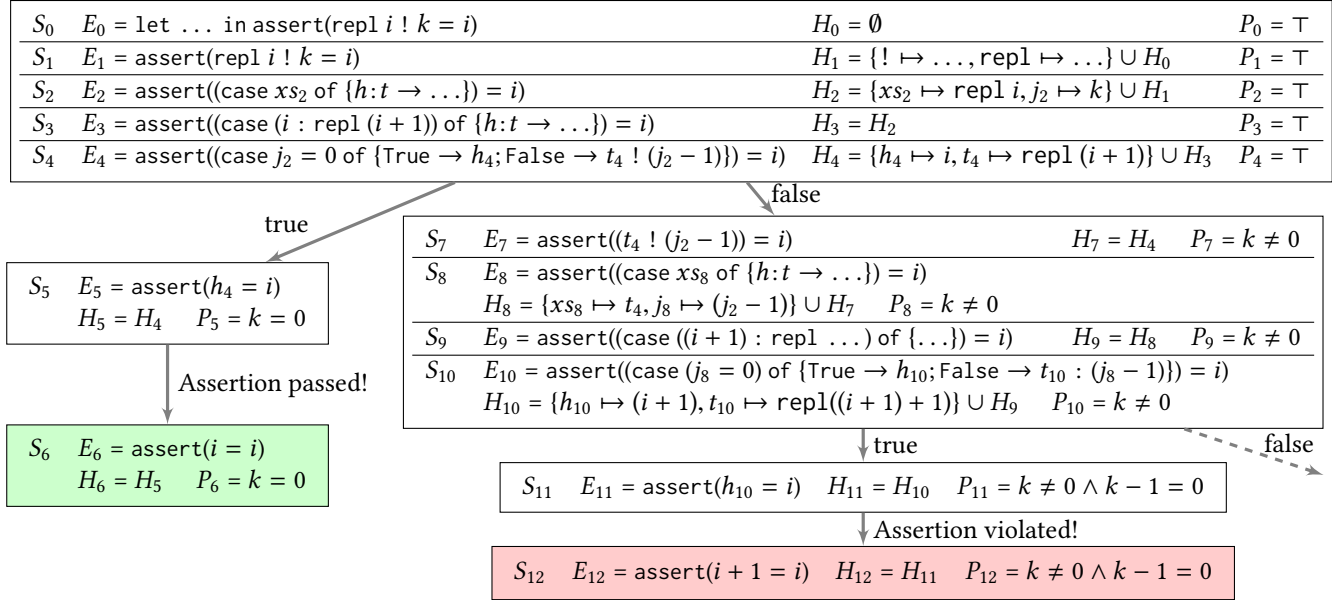 S₀ E₀ = let ... in assert(repl i ! k = i) H₀ = ∅ P₀ = ⊤
S₁ E₁ = assert(repl i ! k = i) H₁ = {! ↦ ..., repl ↦ ...} ∪ H₀ P₁ = ⊤
S₂ E₂ = assert((case xs₂ of {h:t → ...}) = i) H₂ = {xs₂ ↦ repl i, j₂ ↦ k} ∪ H₁ P₂ = ⊤
S₃ E₃ = assert((case (i : repl (i + 1)) of {h:t → ...}) = i) H₃ = H₂ P₃ = ⊤
S₄ E₄ = assert((case j₂ = 0 of {True → h₄; False → t₄ ! (j₂ − 1)}) = i) H₄ = {h₄ ↦ i, t₄ ↦ repl (i + 1)} ∪ H₃ P₄ = ⊤
true
false
S₅ E₅ = assert(h₄ = i)
H₅ = H₄ P₅ = k = 0
Assertion passed!
S₆ E₆ = assert(i = i)
H₆ = H₅ P₆ = k = 0
S₇ E₇ = assert((t₄ ! (j₂ − 1)) = i) H₇ = H₄ P₇ = k ≠ 0
S₈ E₈ = assert((case xs₈ of {h:t → ...}) = i)
H₈ = {xs₈ ↦ t₄, j₈ ↦ (j₂ − 1)} ∪ H₇ P₈ = k ≠ 0
S₉ E₉ = assert((case ((i + 1) : repl ...) of {...}) = i) H₉ = H₈ P₉ = k ≠ 0
S₁₀ E₁₀ = assert((case (j₈ = 0) of {True → h₁₀; False → t₁₀ : (j₈ − 1)}) = i)
H₁₀ = {h₁₀ ↦ (i + 1), t₁₀ ↦ repl((i + 1) + 1)} ∪ H₉ P₁₀ = k ≠ 0
true
false
S₁₁ E₁₁ = assert(h₁₀ = i) H₁₁ = H₁₀ P₁₁ = k ≠ 0 ∧ k − 1 = 0
Assertion violated!
S₁₂ E₁₂ = assert(i + 1 = i) H₁₂ = H₁₁ P₁₂ = k ≠ 0 ∧ k − 1 = 0